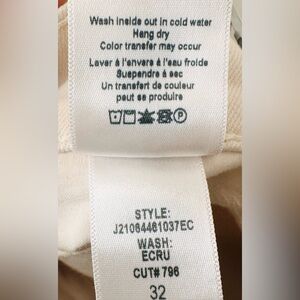 Wash inside out in cold water
Hang dry
Color transfer may occur
Laver à l'envers à l'eau froide
Suspendre à sec
Un transfert de couleur
peut se produire
STYLE:
J21064461037EC
WASH:
ECRU
CUT# 796
32